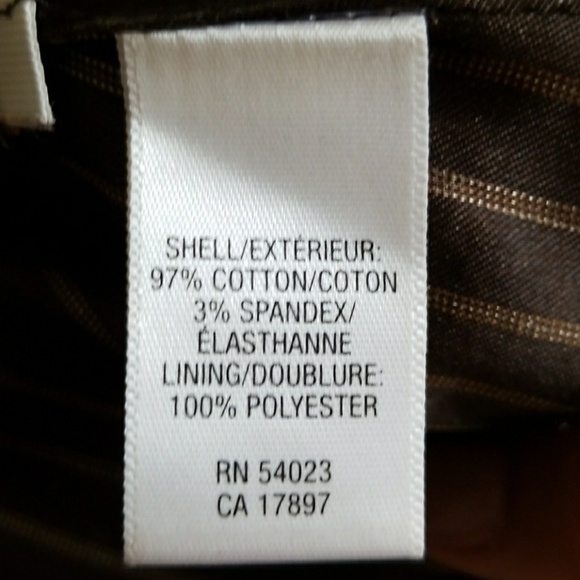 SHELL/EXTÉRIEUR:
97% COTTON/COTON
3% SPANDEX/
ÉLASTHANNE
LINING/DOUBLURE:
100% POLYESTER
RN 54023
CA 17897